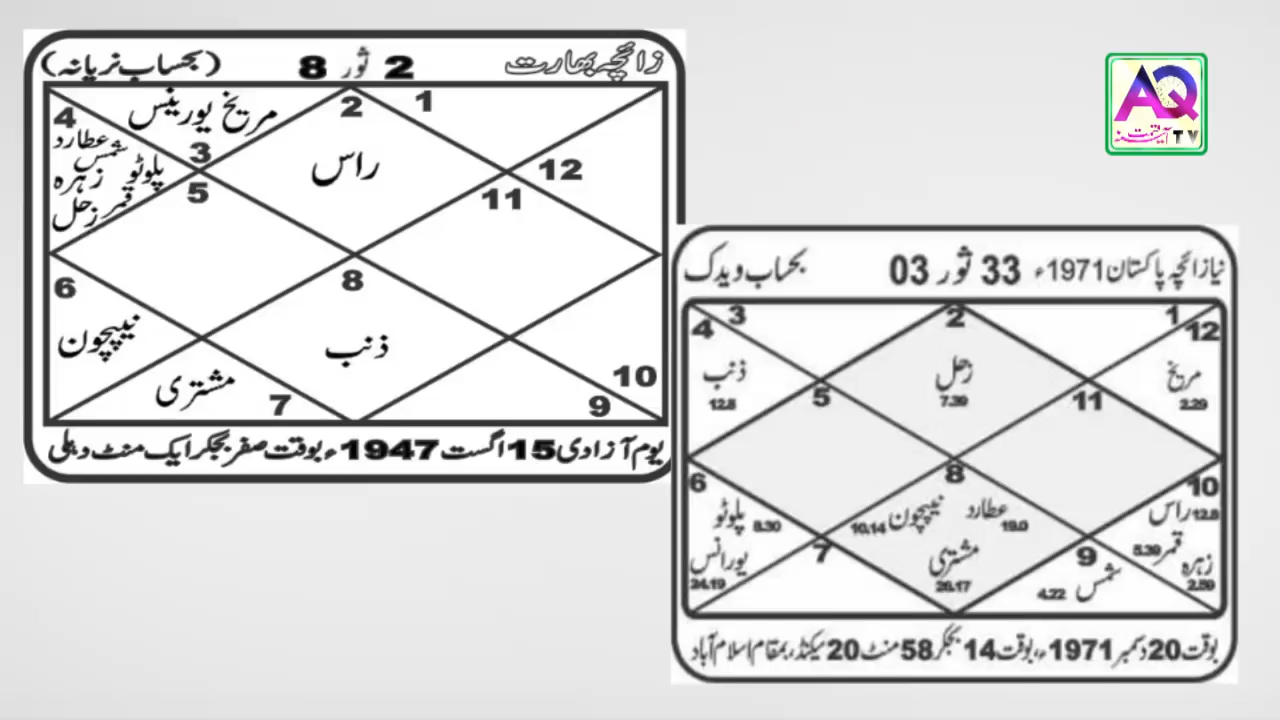 زائچہ بھارت 2 ثور 8 (بحساب نریانہ)
1
2
مریخ یورینس
4
عطارد
شمس
3
راس
12
پلوٹو
زہرہ
5
11
قمر
زحل
8
6
نیپچون
ذنب
10
مشتری
7
9
یوم آزادی 15 اگست 1947ء بوقت صفر بجکر ایک منٹ دہلی
AQ
آئینہ قسمت TV
نیا زائچہ پاکستان 1971ء 33 ثور 03 بحساب ویدک
3
2
1
4
12
ذنب
12.8
زحل
7.39
مریخ
2.29
5
11
6
8
10
پلوٹو 8.30
نیپچون 10.14
عطارد 19.0
راس 12.8
قمر 5.39
یورانس
24.19
7
مشتری
26.17
9
زہرہ
2.59
شمس 4.22
بوقت 20 دسمبر 1971ء، بوقت 14 بجکر 58 منٹ 20 سیکنڈ، بمقام اسلام آباد